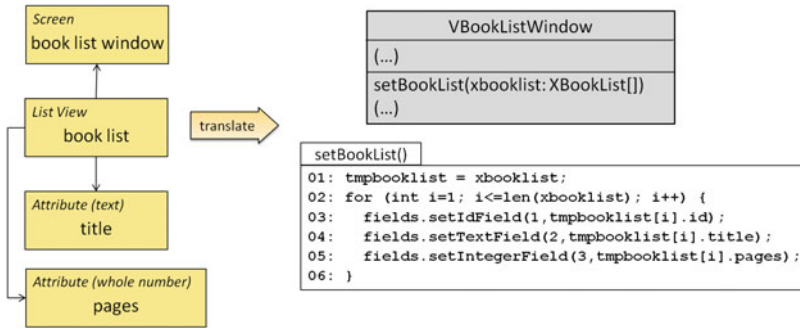 Screen
book list window
List View
book list
Attribute (text)
title
Attribute (whole number)
pages
translate
VBookListWindow
(...)
setBookList(xbooklist: XBookList[])
(...)
setBookList()
01: tmpbooklist = xbooklist;
02: for (int i=1; i<=len(xbooklist); i++) {
03:   fields.setIdField(1,tmpbooklist[i].id);
04:   fields.setTextField(2,tmpbooklist[i].title);
05:   fields.setIntegerField(3,tmpbooklist[i].pages);
06: }